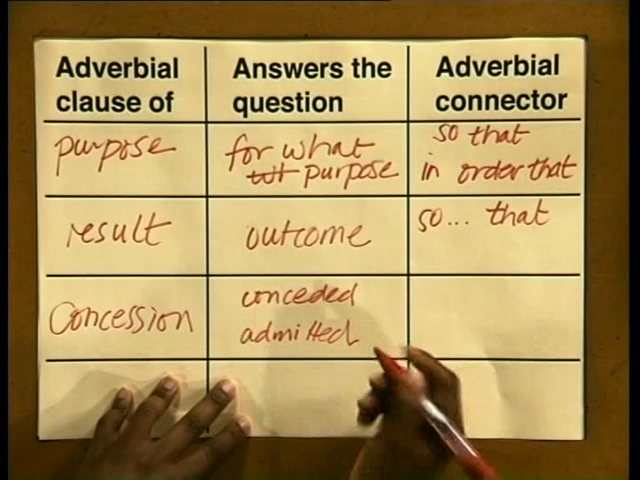 Adverbial clause of
Answers the question
Adverbial connector
purpose
for what
purpose
so that
in order that
result
outcome
so... that
Concession
conceded
admitted